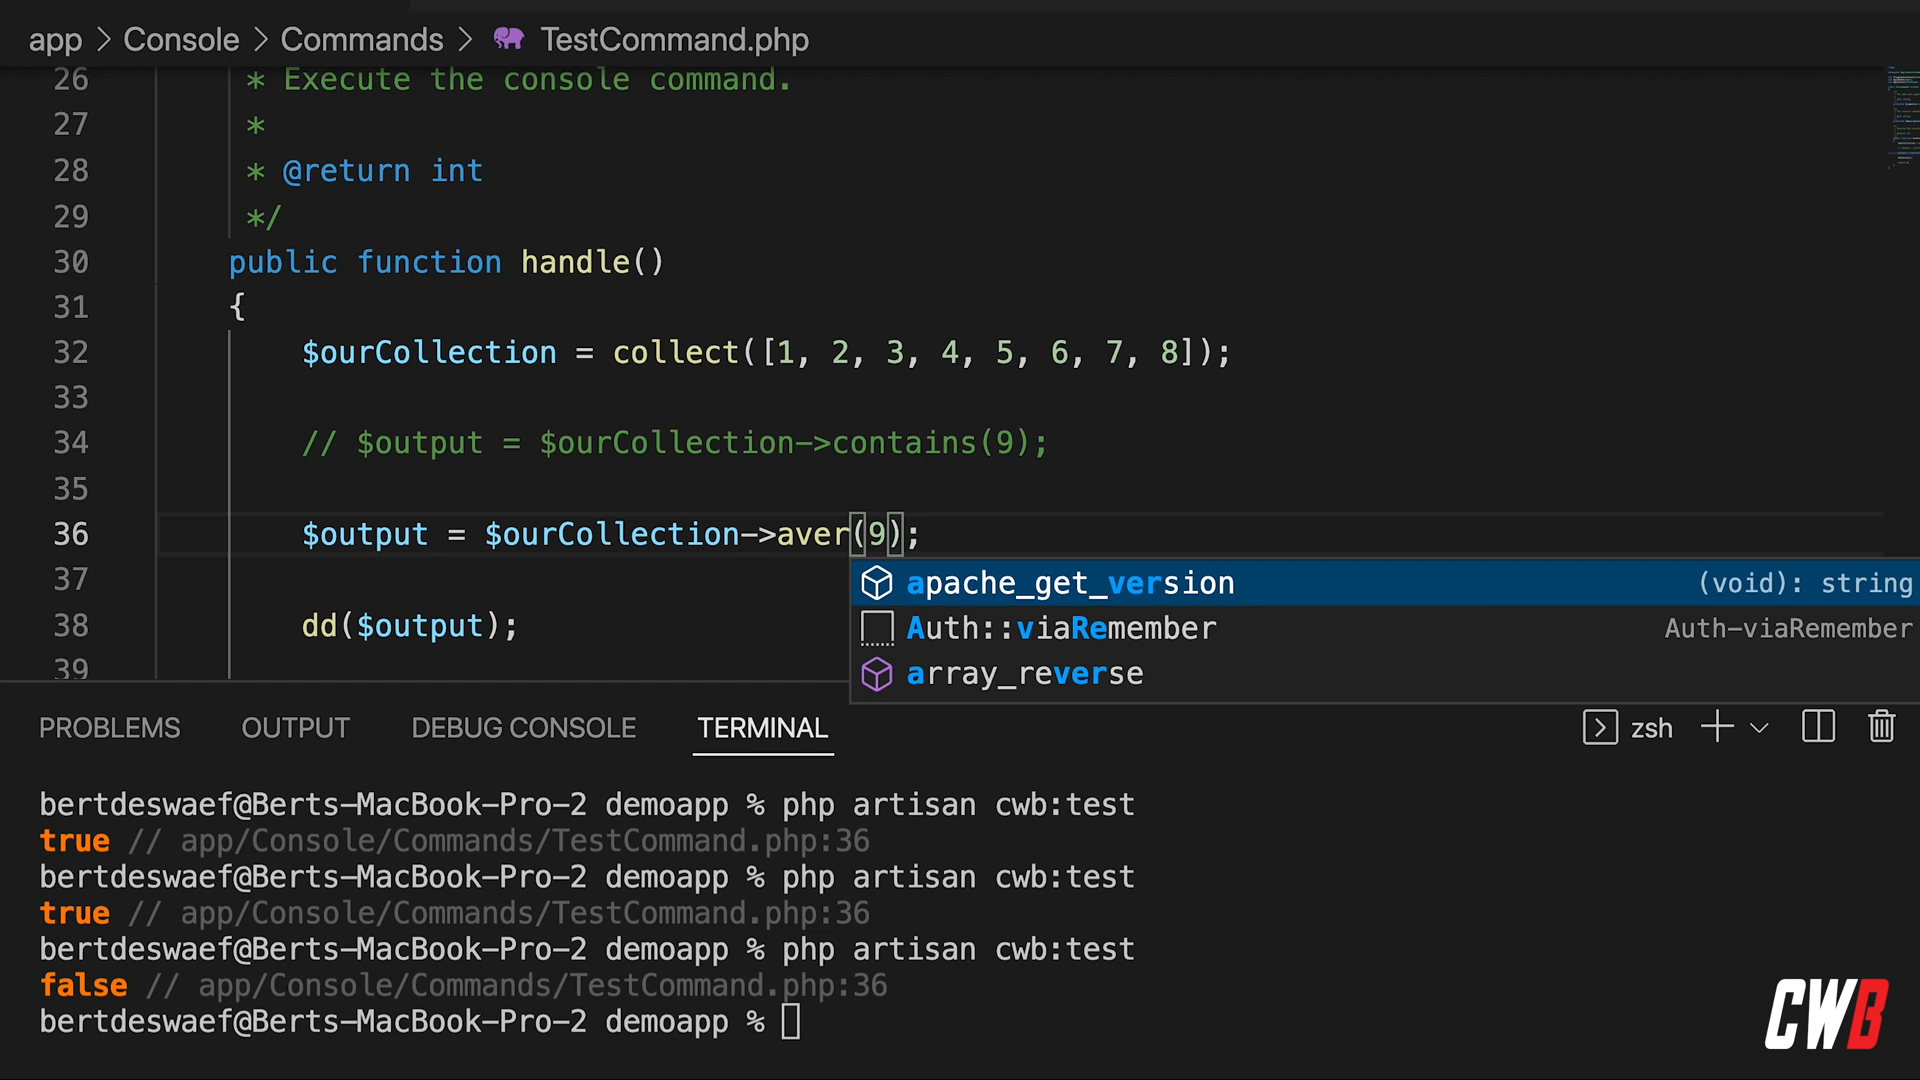 app > Console > Commands > TestCommand.php
26 * Execute the console command.
27 *
28 * @return int
29 */
30 public function handle()
31 {
32 $ourCollection = collect([1, 2, 3, 4, 5, 6, 7, 8]);
33
34 // $output = $ourCollection->contains(9);
35
36 $output = $ourCollection->aver(9);
37
apache_get_version (void): string
Auth::viaRemember Auth-viaRemember
array_reverse
38 dd($output);
39
PROBLEMS OUTPUT DEBUG CONSOLE TERMINAL zsh
bertdeswaef@Berts-MacBook-Pro-2 demoapp % php artisan cwb:test
true // app/Console/Commands/TestCommand.php:36
bertdeswaef@Berts-MacBook-Pro-2 demoapp % php artisan cwb:test
true // app/Console/Commands/TestCommand.php:36
bertdeswaef@Berts-MacBook-Pro-2 demoapp % php artisan cwb:test
false // app/Console/Commands/TestCommand.php:36
bertdeswaef@Berts-MacBook-Pro-2 demoapp %
CWB